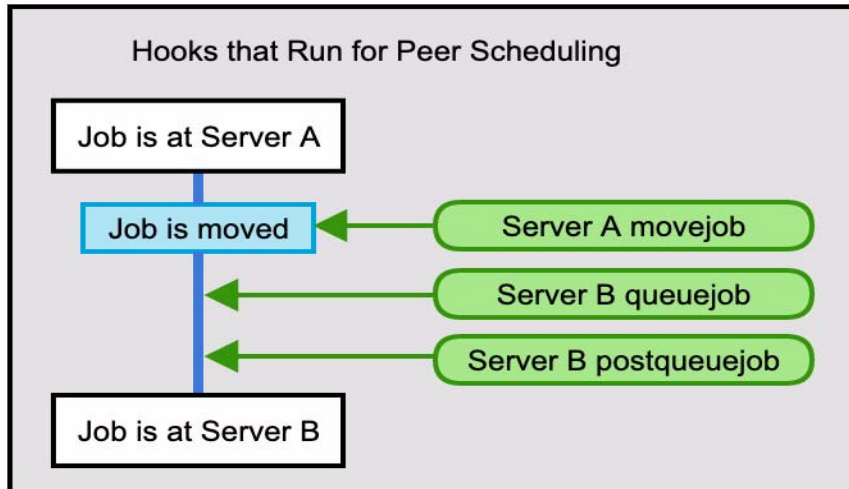 Hooks that Run for Peer Scheduling
Job is at Server A
Job is moved
Server A movejob
Server B queuejob
Server B postqueuejob
Job is at Server B